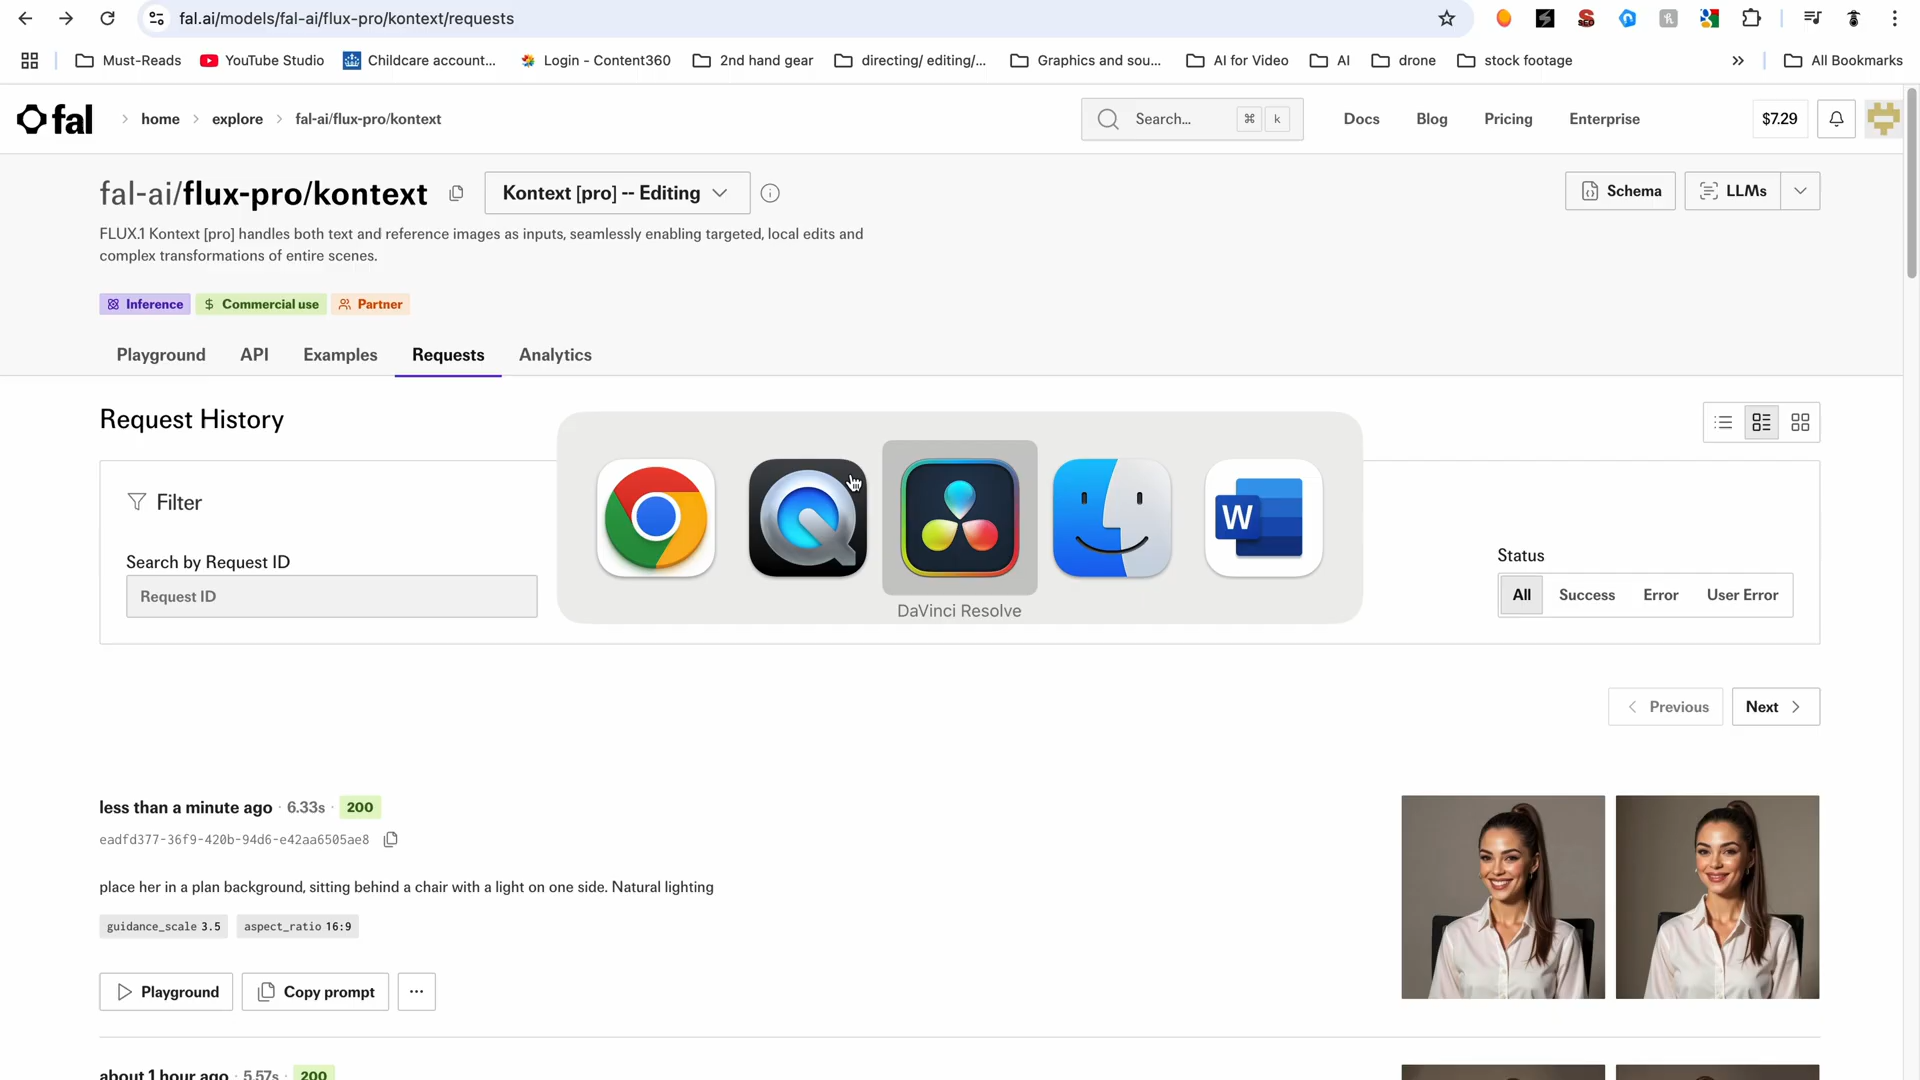 fal.ai/models/fal-ai/flux-pro/kontext/requests
Must-Reads
YouTube Studio
Childcare account...
Login - Content360
2nd hand gear
directing/ editing/...
Graphics and sou...
AI for Video
AI
drone
stock footage
All Bookmarks
fal
home
explore
fal-ai/flux-pro/kontext
Search...
⌘ k
Docs
Blog
Pricing
Enterprise
$7.29
fal-ai/flux-pro/kontext
Kontext [pro] -- Editing
Schema
LLMs
FLUX.1 Kontext [pro] handles both text and reference images as inputs, seamlessly enabling targeted, local edits and
complex transformations of entire scenes.
Inference
$ Commercial use
Partner
Playground
API
Examples
Requests
Analytics
Request History
Filter
Search by Request ID
Request ID
W
DaVinci Resolve
Status
All
Success
Error
User Error
Previous
Next
less than a minute ago · 6.33s · 200
eadfd377-36f9-420b-94d6-e42aa6505ae8
place her in a plan background, sitting behind a chair with a light on one side. Natural lighting
guidance_scale 3.5
aspect_ratio 16:9
Playground
Copy prompt
...
about 1 hour ago · 5.57s · 200